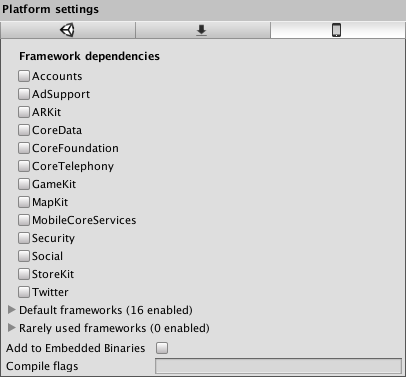 Platform settings
Framework dependencies
Accounts
AdSupport
ARKit
CoreData
CoreFoundation
CoreTelephony
GameKit
MapKit
MobileCoreServices
Security
Social
StoreKit
Twitter
Default frameworks (16 enabled)
Rarely used frameworks (0 enabled)
Add to Embedded Binaries
Compile flags